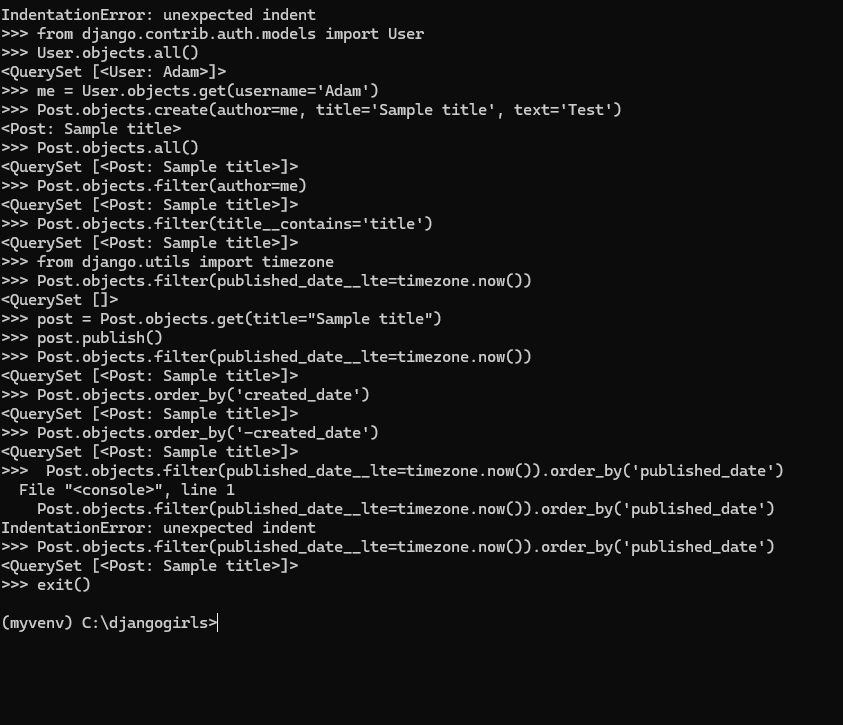 IndentationError: unexpected indent
>>> from django.contrib.auth.models import User
>>> User.objects.all()
<QuerySet [<User: Adam>]>
>>> me = User.objects.get(username='Adam')
>>> Post.objects.create(author=me, title='Sample title', text='Test')
<Post: Sample title>
>>> Post.objects.all()
<QuerySet [<Post: Sample title>]>
>>> Post.objects.filter(author=me)
<QuerySet [<Post: Sample title>]>
>>> Post.objects.filter(title__contains='title')
<QuerySet [<Post: Sample title>]>
>>> from django.utils import timezone
>>> Post.objects.filter(published_date__lte=timezone.now())
<QuerySet []>
>>> post = Post.objects.get(title="Sample title")
>>> post.publish()
>>> Post.objects.filter(published_date__lte=timezone.now())
<QuerySet [<Post: Sample title>]>
>>> Post.objects.order_by('created_date')
<QuerySet [<Post: Sample title>]>
>>> Post.objects.order_by('-created_date')
<QuerySet [<Post: Sample title>]>
>>>  Post.objects.filter(published_date__lte=timezone.now()).order_by('published_date')
  File "<console>", line 1
    Post.objects.filter(published_date__lte=timezone.now()).order_by('published_date')
IndentationError: unexpected indent
>>> Post.objects.filter(published_date__lte=timezone.now()).order_by('published_date')
<QuerySet [<Post: Sample title>]>
>>> exit()
(myvenv) C:\djangogirls>